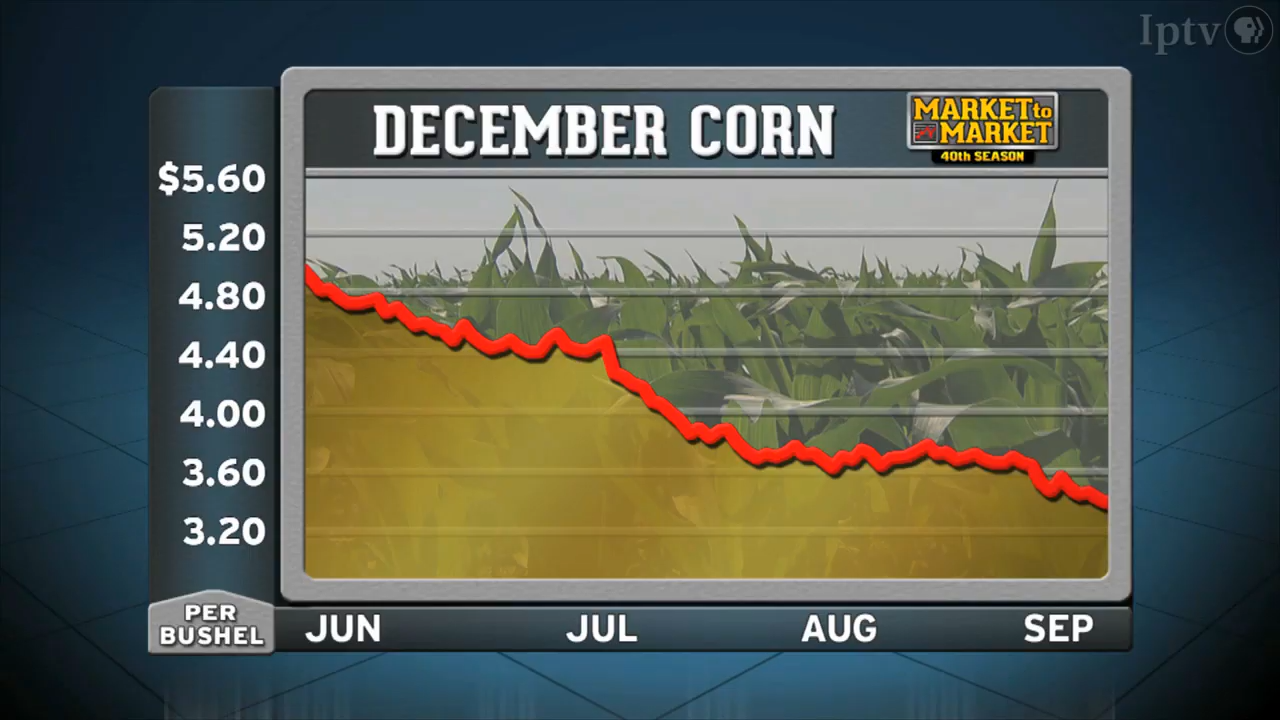 Iptv
DECEMBER CORN
MARKET to
MARKET
40th SEASON
$5.60
5.20
4.80
4.40
4.00
3.60
3.20
PER
BUSHEL
JUN
JUL
AUG
SEP